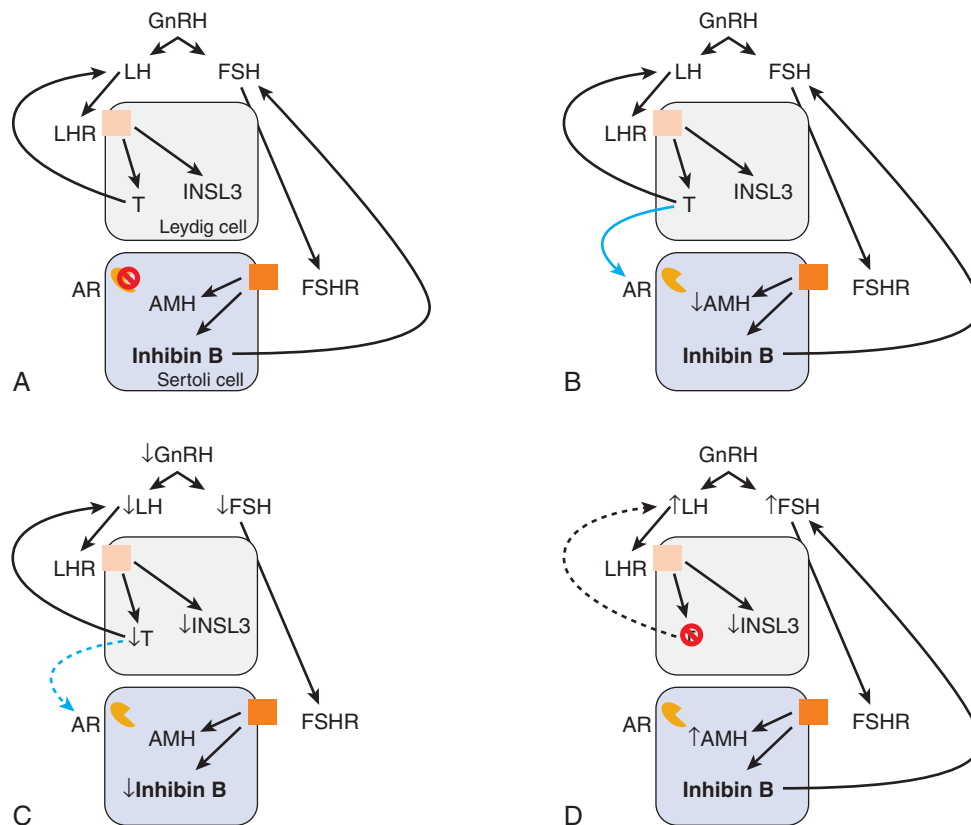 GnRH
LH FSH
LHR
T INSL3
Leydig cell
AR AMH FSHR
Inhibin B
Sertoli cell
A
GnRH
LH FSH
LHR
T INSL3
AR ↓AMH FSHR
Inhibin B
B
↓GnRH
↓LH ↓FSH
LHR
↓T ↓INSL3
AR AMH FSHR
↓Inhibin B
C
GnRH
↑LH ↑FSH
LHR
↓INSL3
AR ↑AMH FSHR
Inhibin B
D